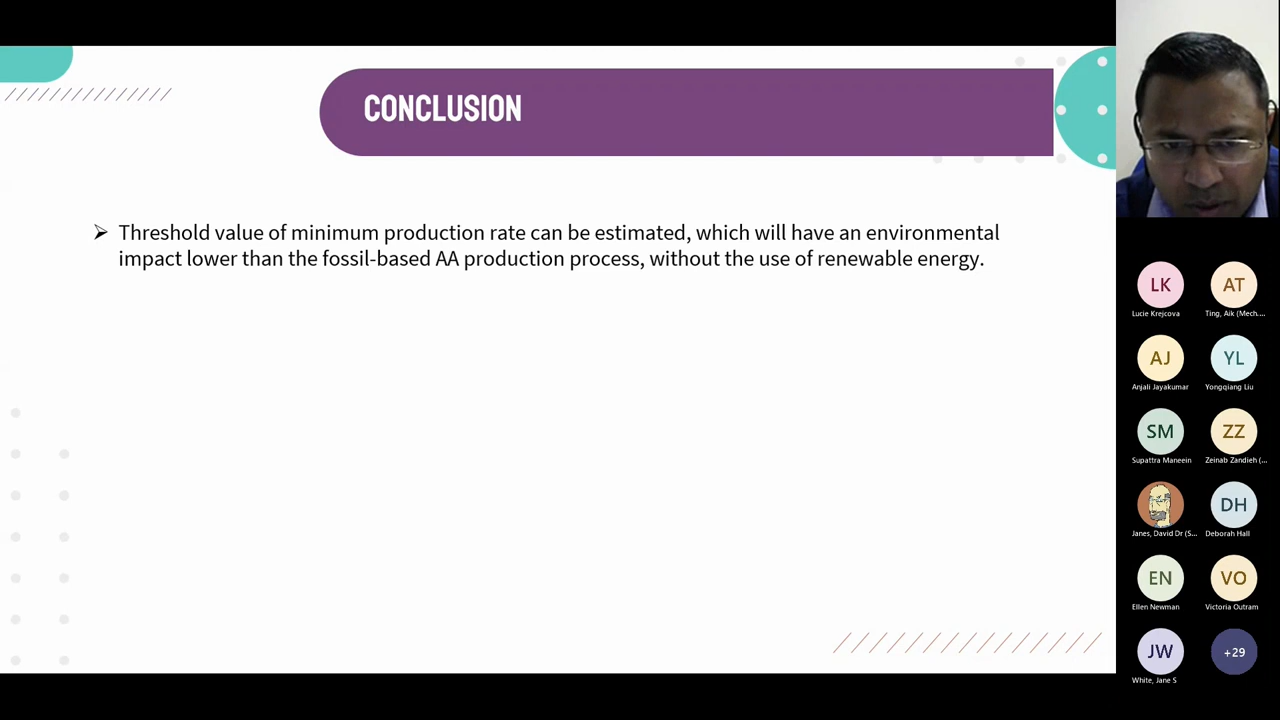 CONCLUSION
➢ Threshold value of minimum production rate can be estimated, which will have an environmental
impact lower than the fossil-based AA production process, without the use of renewable energy.
LK
Lucie Krejcova
AT
Ting, Aik (Mech....
AJ
Anjali Jayakumar
YL
Yongqiang Liu
SM
Supattra Maneein
ZZ
Zeinab Zandieh (...
Janes, David Dr (S...
DH
Deborah Hall
EN
Ellen Newman
VO
Victoria Outram
JW
White, Jane S
+29